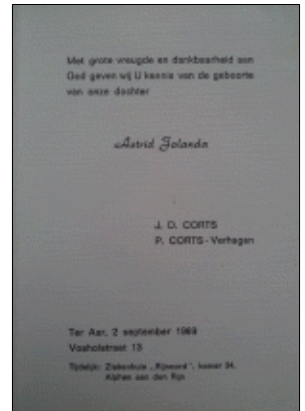 Met grote vreugde en dankbaarheid aan
God geven wij U kennis van de geboorte
van onze dochter
Astrid Jolanda
J. D. CORTS
P. CORTS-Verhagen
Ter Aar, 2 september 1969
Vosholstraat 13
Tijdelijk: Ziekenhuis „Rijnoord", kamer 94,
Alphen aan den Rijn